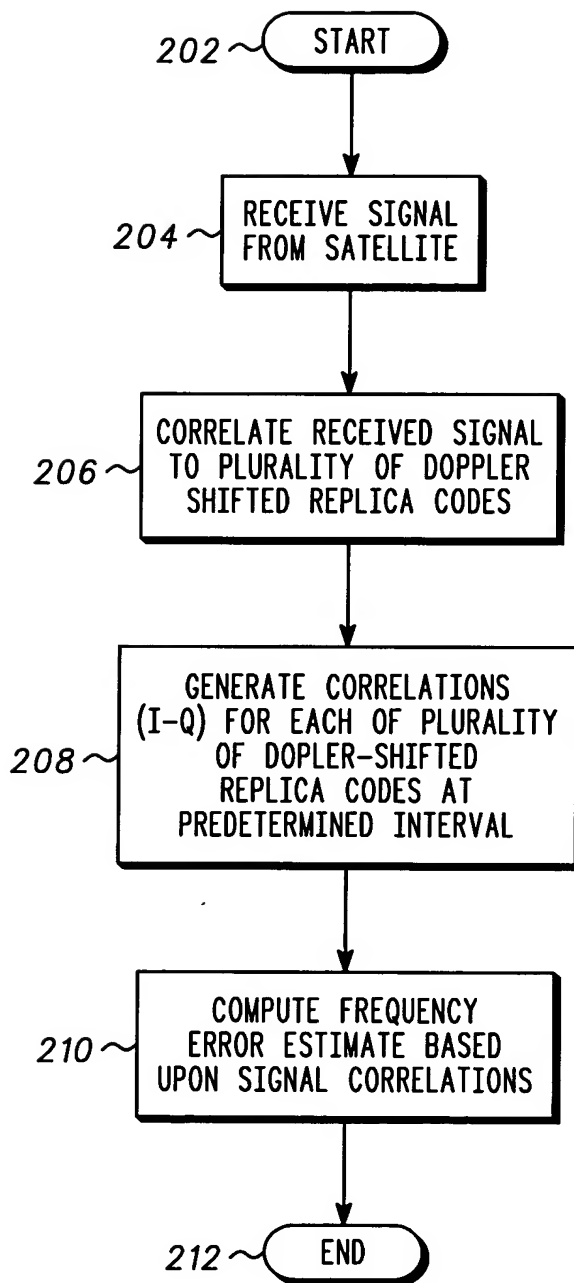 202 START
204 RECEIVE SIGNAL
FROM SATELLITE
CORRELATE RECEIVED SIGNAL
206 TO PLURALITY OF DOPPLER
SHIFTED REPLICA CODES
GENERATE CORRELATIONS
(I-Q) FOR EACH OF PLURALITY
208 OF DOPLER-SHIFTED
REPLICA CODES AT
PREDETERMINED INTERVAL
COMPUTE FREQUENCY
210 ERROR ESTIMATE BASED
UPON SIGNAL CORRELATIONS
212 END